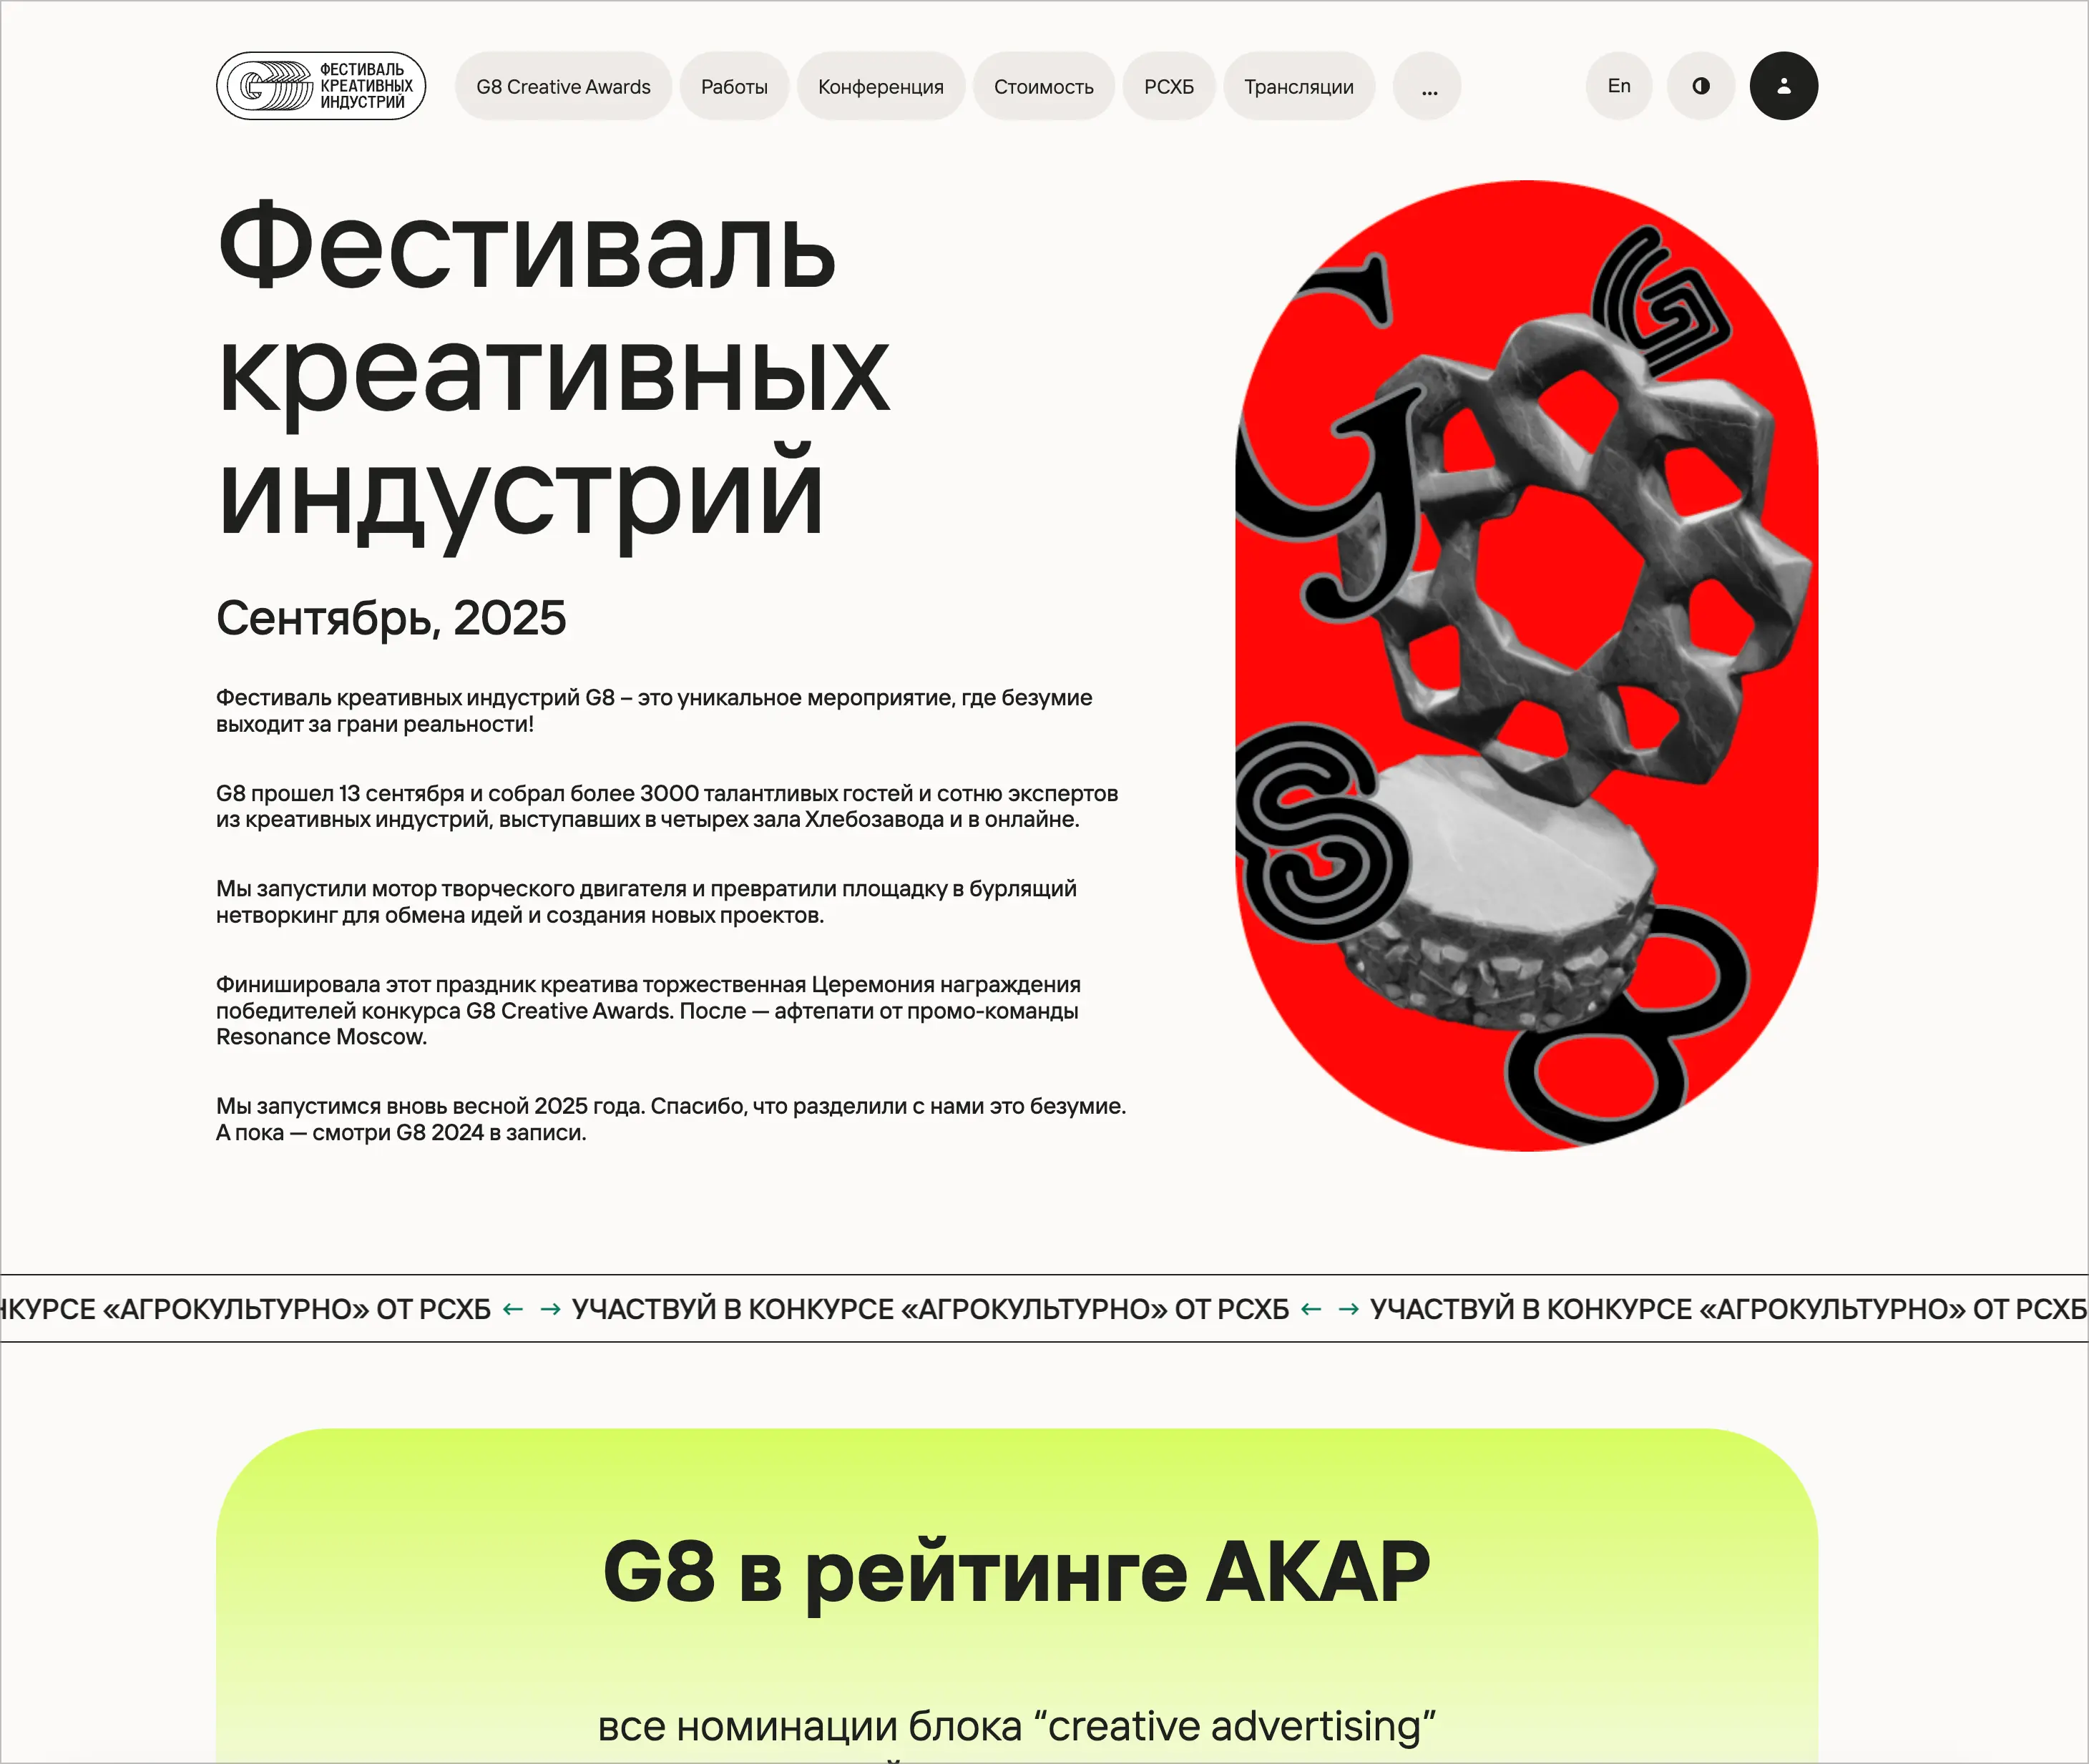 ФЕСТИВАЛЬ
КРЕАТИВНЫХ
ИНДУСТРИЙ
G8 Creative Awards
Работы
Конференция
Стоимость
РСХБ
Трансляции
...
En
Фестиваль
креативных
индустрий
Сентябрь, 2025
Фестиваль креативных индустрий G8 – это уникальное мероприятие, где безумие
выходит за грани реальности!
G8 прошел 13 сентября и собрал более 3000 талантливых гостей и сотню экспертов
из креативных индустрий, выступавших в четырех зала Хлебозавода и в онлайне.
Мы запустили мотор творческого двигателя и превратили площадку в бурлящий
нетворкинг для обмена идей и создания новых проектов.
Финишировала этот праздник креатива торжественная Церемония награждения
победителей конкурса G8 Creative Awards. После — афтепати от промо-команды
Resonance Moscow.
Мы запустимся вновь весной 2025 года. Спасибо, что разделили с нами это безумие.
А пока — смотри G8 2024 в записи.
G
G
8
8
НКУРСЕ «АГРОКУЛЬТУРНО» ОТ РСХБ ← → УЧАСТВУЙ В КОНКУРСЕ «АГРОКУЛЬТУРНО» ОТ РСХБ ← → УЧАСТВУЙ В КОНКУРСЕ «АГРОКУЛЬТУРНО» ОТ РСХБ
G8 в рейтинге АКАР
все номинации блока “creative advertising”